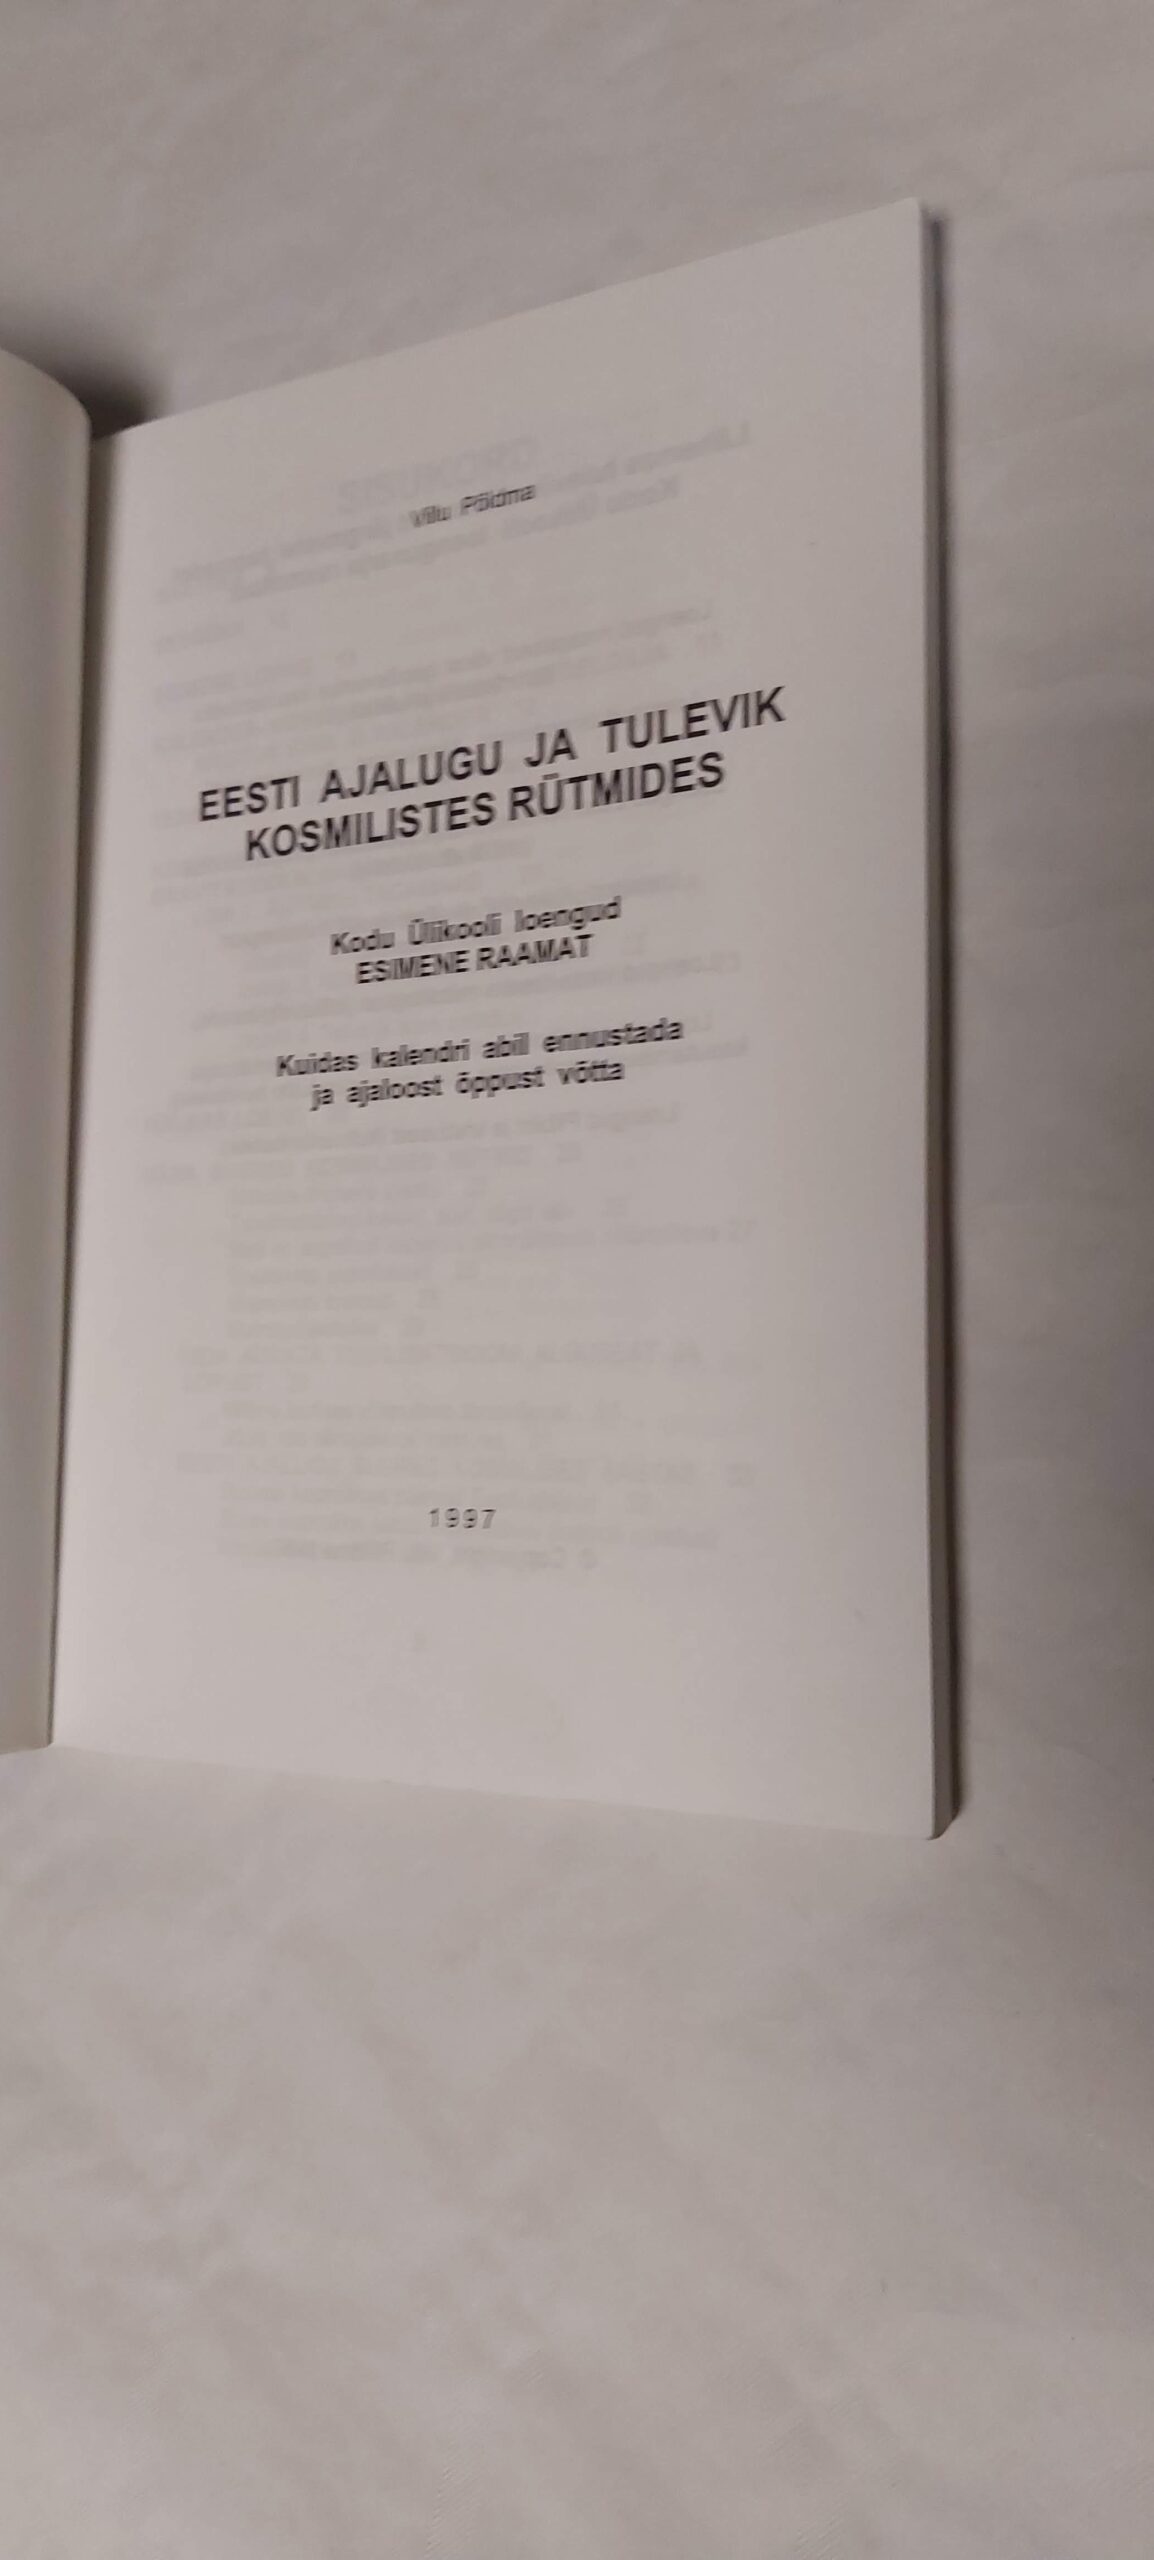 Vilu Põldma
EESTI AJALUGU JA TULEVIK
KOSMILISTES RÜTMIDES
Kodu Ülikooli loengud
ESIMENE RAAMAT
Kuidas kalendri abil ennustada
ja ajaloost õppust võtta
1997